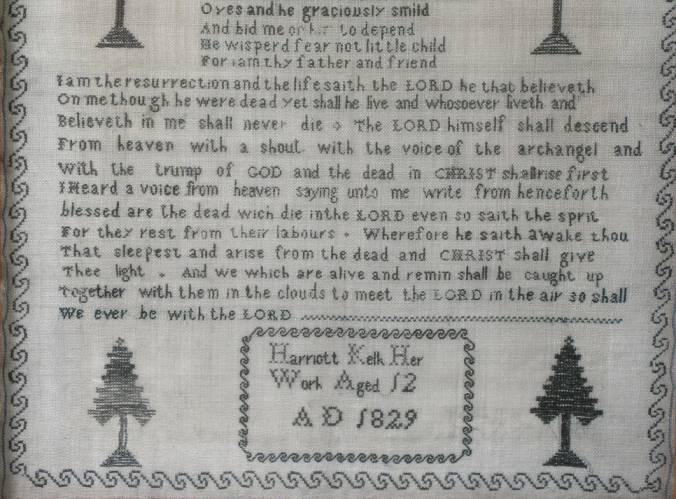 Oyes and he graciously smild
And bid me on him to depend
He wisperd fear not little child
For iam thy father and friend
Iam the resurrection and the life saith the LORD he that believeth
On me though he were dead yet shall he live and whosoever liveth and
Believeth in me shall never die The LORD himself shall descend
From heaven with a shout with the voice of the archangel and
With the trump of GOD and the dead in CHRIST shall rise first
I Heard a voice from heaven saying unto me write from henceforth
blessed are the dead wich die in the LORD even so saith the sprit
For they rest from their labours Wherefore he saith awake thou
That sleepest and arise from the dead and CHRIST shall give
Thee light And we which are alive and remin shall be caught up
Together with them in the clouds to meet the LORD in the air so shall
We ever be with the LORD
Harriott Kelk Her
Work Aged 12
A D 1829